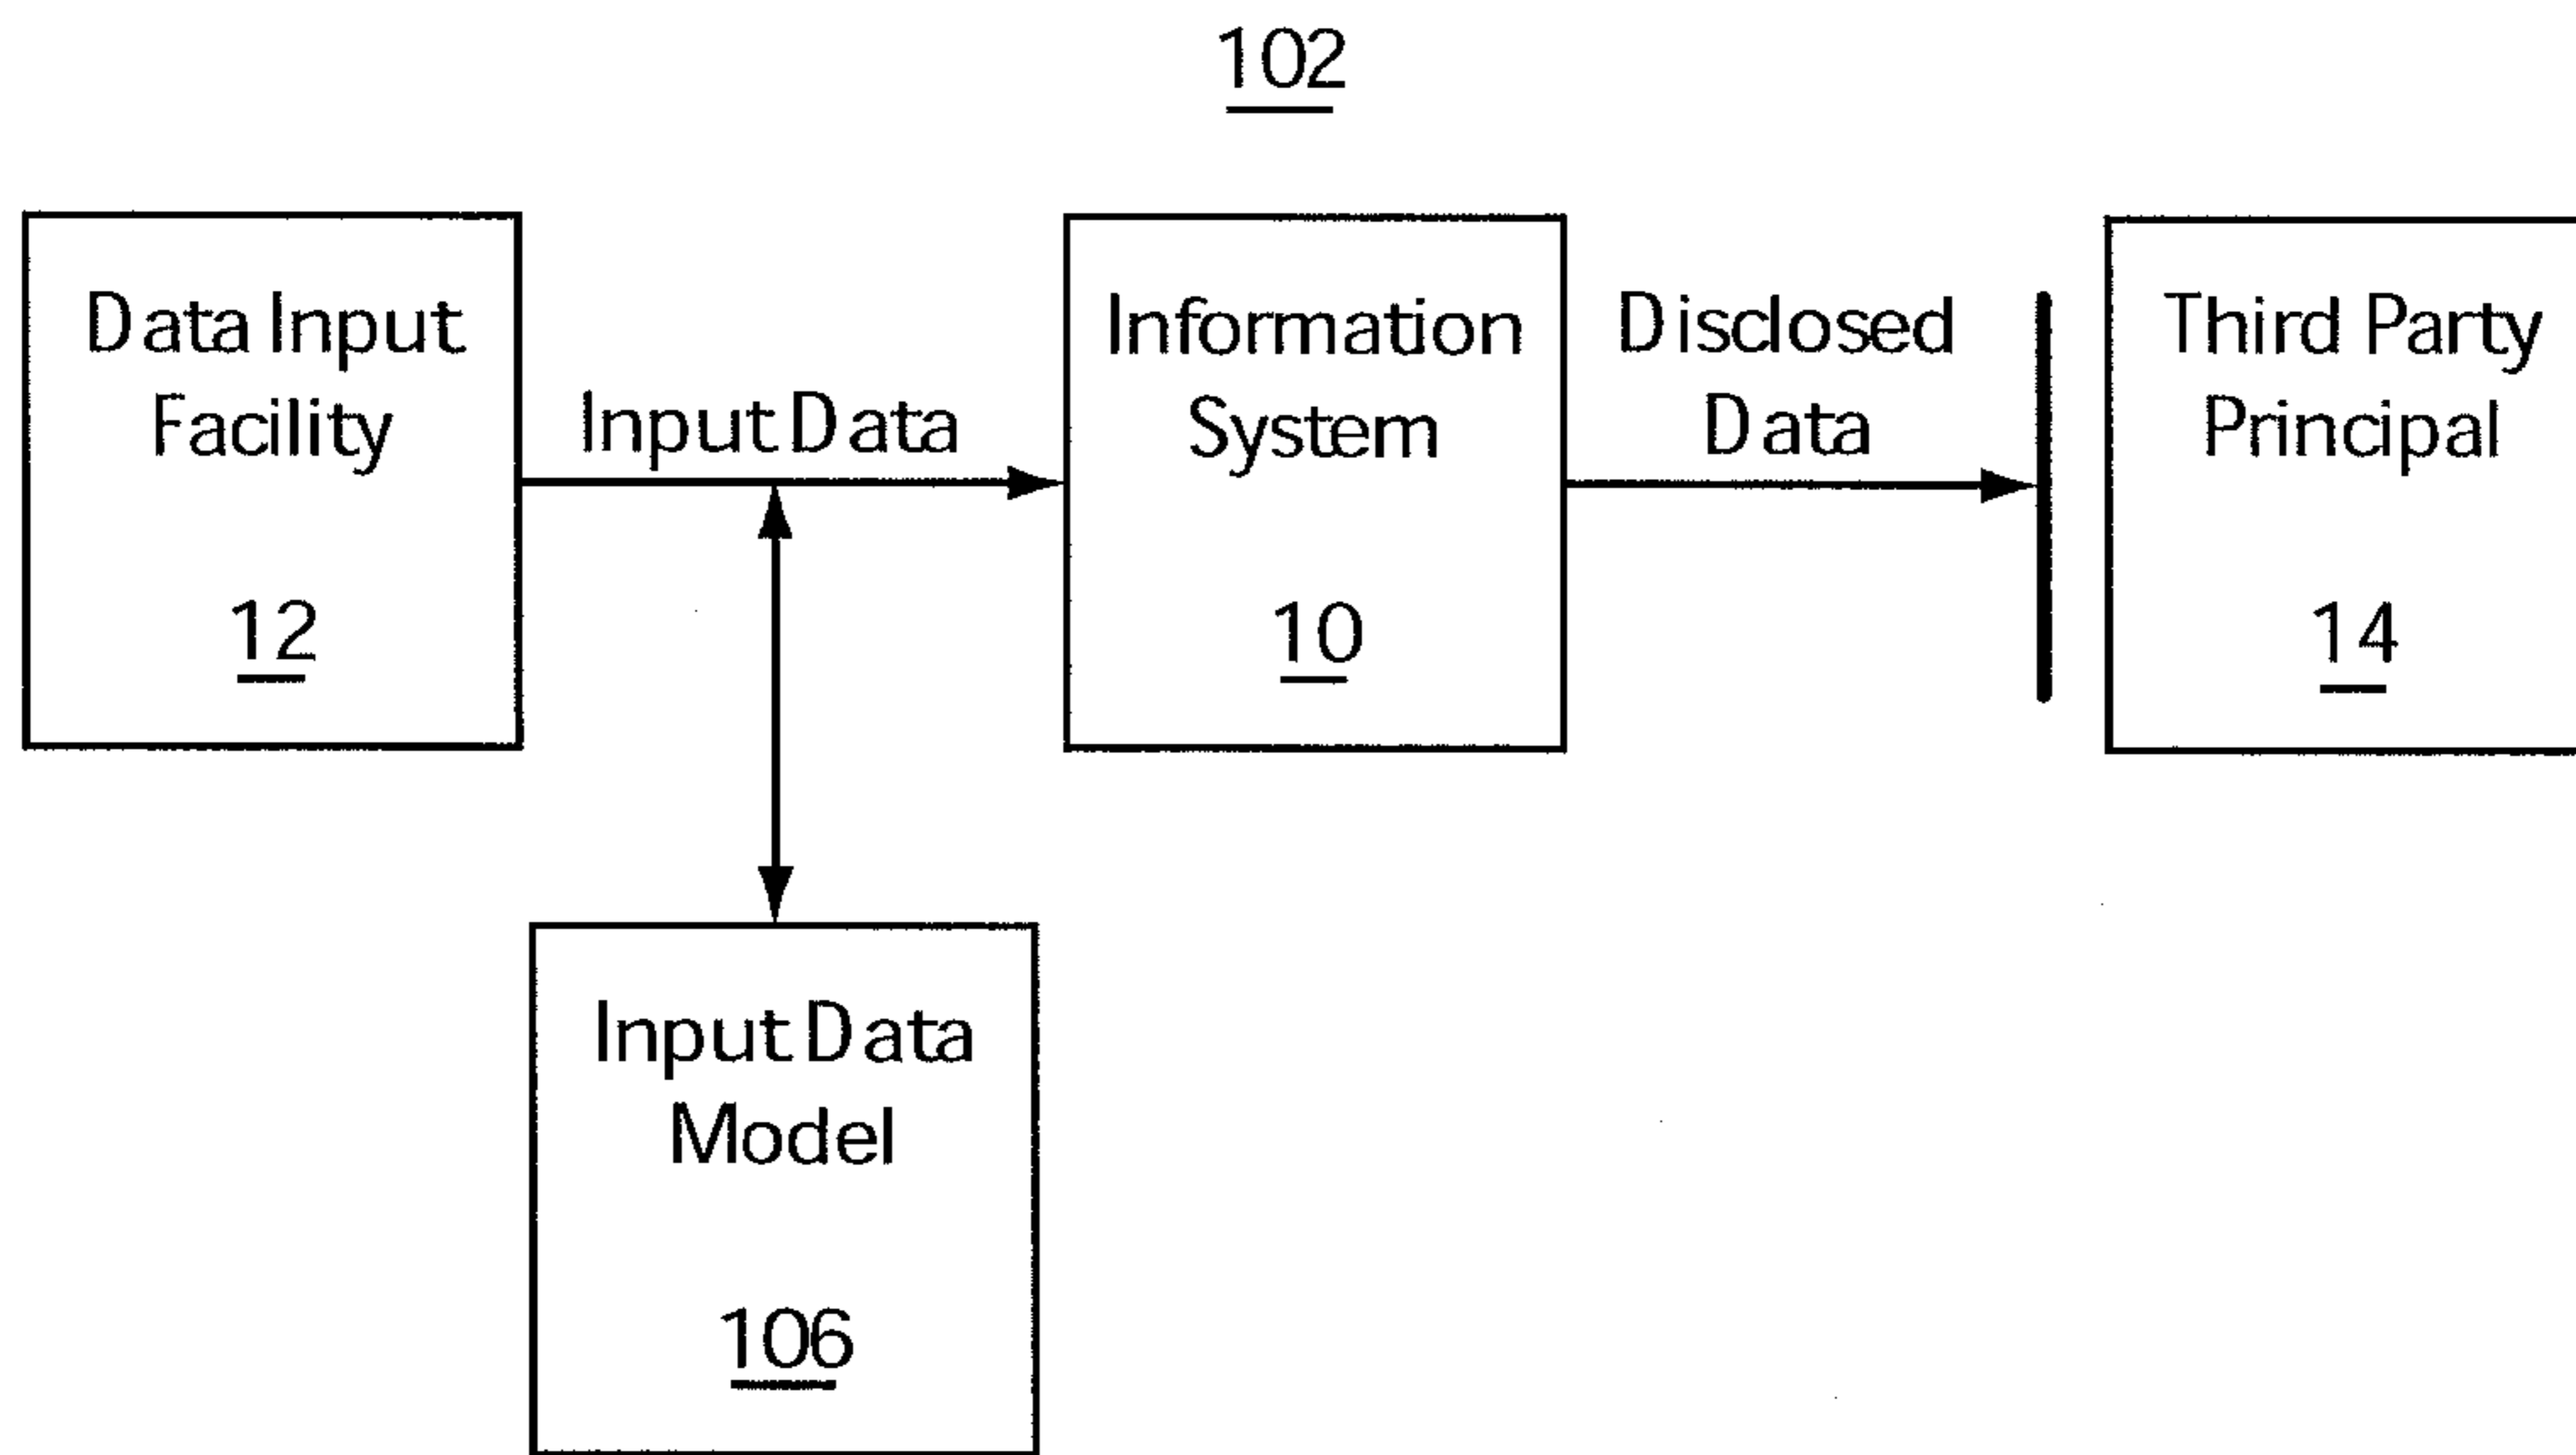 102
Data Input
Facility
12
Input Data
Information
System
10
Disclosed
Data
Third Party
Principal
14
Input Data
Model
106